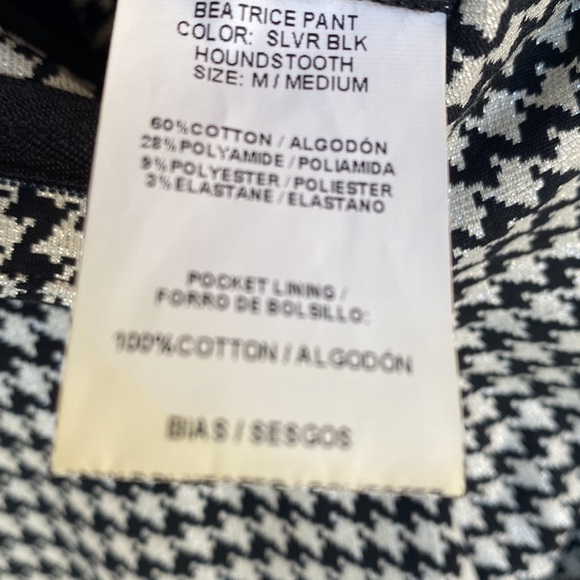 BEATRICE PANT
COLOR: SLVR BLK
HOUNDSTOOTH
SIZE: M / MEDIUM
60%COTTON / ALGODÓN
28%POLYAMIDE / POLIAMIDA
9%POLYESTER / POLIESTER
3%ELASTANE / ELASTANO
POCKET LINING /
FORRO DE BOLSILLO:
100%COTTON / ALGODÓN
BIAS / SESGOS